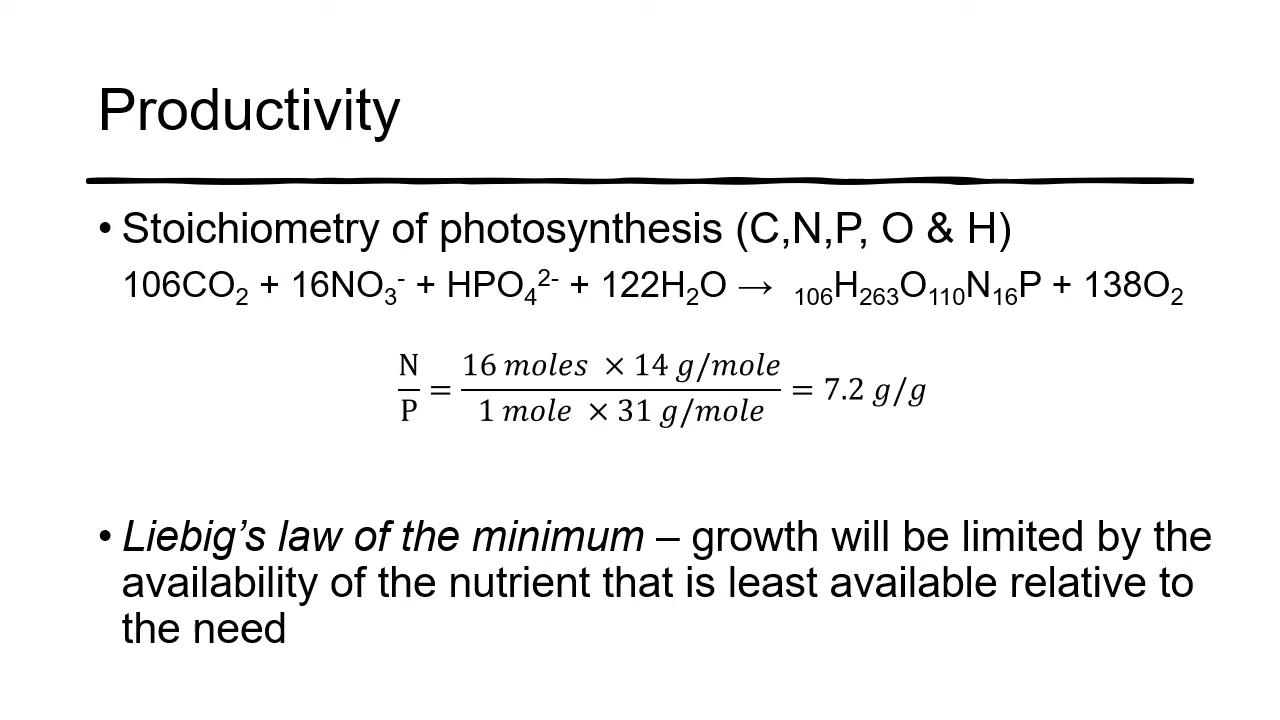 Productivity
• Stoichiometry of photosynthesis (C,N,P, O & H)
106CO₂ + 16NO₃⁻ + HPO₄²⁻ + 122H₂O → ₁₀₆H₂₆₃O₁₁₀N₁₆P + 138O₂
N/P = (16 moles × 14 g/mole)/(1 mole × 31 g/mole) = 7.2 g/g
• Liebig’s law of the minimum – growth will be limited by the
availability of the nutrient that is least available relative to
the need